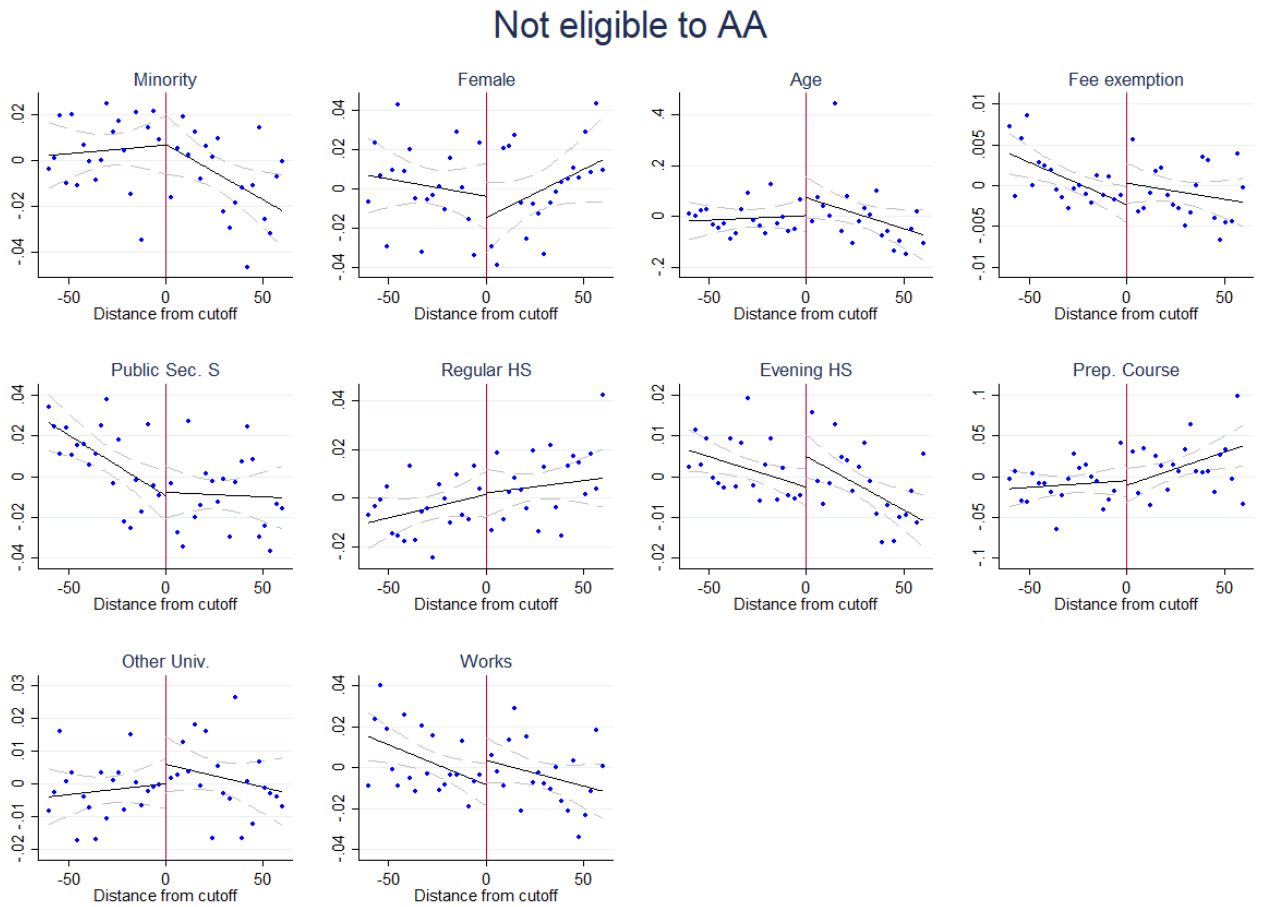 Not eligible to AA
Minority
.02
0
-.02
-.04
-50 0 50
Distance from cutoff
Female
.04
.02
0
-.02
-.04
-50 0 50
Distance from cutoff
Age
.4
.2
0
-.2
-50 0 50
Distance from cutoff
Fee exemption
.01
.005
0
-.005
-.01
-50 0 50
Distance from cutoff
Public Sec. S
.04
.02
0
-.02
-.04
-50 0 50
Distance from cutoff
Regular HS
.04
.02
0
-.02
-50 0 50
Distance from cutoff
Evening HS
.02
.01
0
-.01
-.02
-50 0 50
Distance from cutoff
Prep. Course
.1
.05
0
-.05
-.1
-50 0 50
Distance from cutoff
Other Univ.
.03
.02
.01
0
-.01
-.02
-50 0 50
Distance from cutoff
Works
.04
.02
0
-.02
-.04
-50 0 50
Distance from cutoff